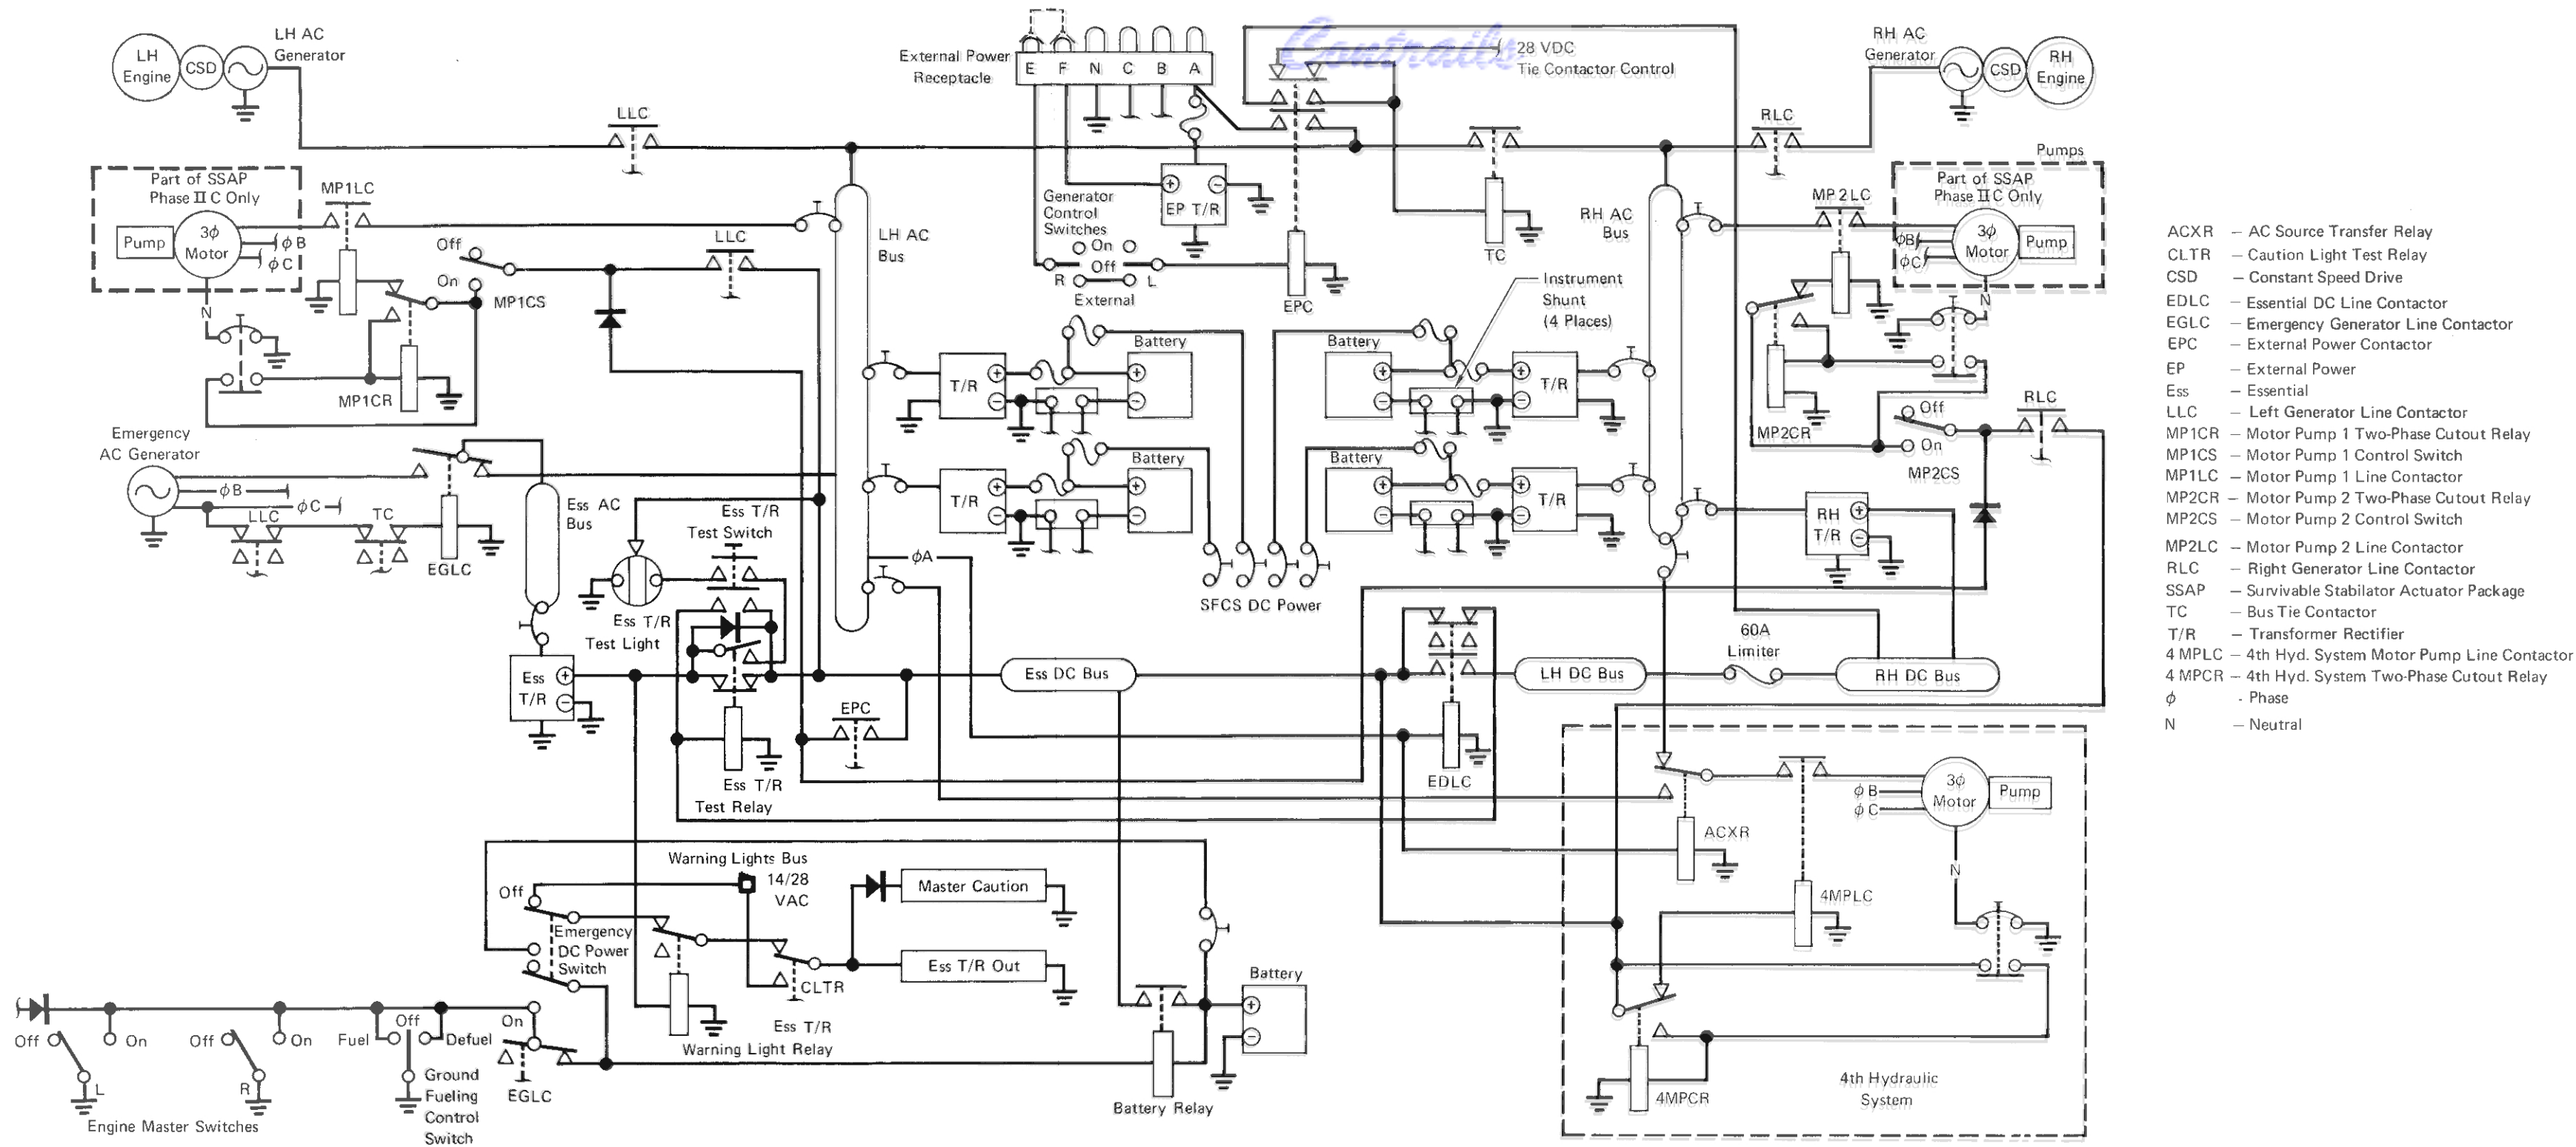 LH AC
Generator
LH
Engine
CSD
LLC
External Power
Receptacle
E F N C B A
Contrails
28 VDC
Tie Contactor Control
RH AC
Generator
CSD
RH
Engine
RLC
Pumps
Part of SSAP
Phase II C Only
MP1LC
Pump
3ϕ
Motor
ϕB
ϕC
N
Off
On
MP1CS
LLC
MP1CR
LH AC
Bus
Generator
Control
Switches
On
Off
R
L
External
EP T/R
EPC
TC
Instrument
Shunt
(4 Places)
RH AC
Bus
MP2LC
Part of SSAP
Phase II C Only
ϕB
ϕC
3ϕ
Motor
Pump
N
MP2CR
Off
On
MP2CS
RLC
T/R
Battery
Battery
T/R
T/R
Battery
Battery
T/R
SFCS DC Power
RH
T/R
Emergency
AC Generator
ϕB
ϕC
LLC
TC
EGLC
Ess AC
Bus
Ess T/R
Test Switch
Ess T/R
Test Light
ϕA
Ess
T/R
EPC
Ess T/R
Test Relay
Ess DC Bus
EDLC
LH DC Bus
60A
Limiter
RH DC Bus
ACXR – AC Source Transfer Relay
CLTR – Caution Light Test Relay
CSD – Constant Speed Drive
EDLC – Essential DC Line Contactor
EGLC – Emergency Generator Line Contactor
EPC – External Power Contactor
EP – External Power
Ess – Essential
LLC – Left Generator Line Contactor
MP1CR – Motor Pump 1 Two-Phase Cutout Relay
MP1CS – Motor Pump 1 Control Switch
MP1LC – Motor Pump 1 Line Contactor
MP2CR – Motor Pump 2 Two-Phase Cutout Relay
MP2CS – Motor Pump 2 Control Switch
MP2LC – Motor Pump 2 Line Contactor
RLC – Right Generator Line Contactor
SSAP – Survivable Stabilator Actuator Package
TC – Bus Tie Contactor
T/R – Transformer Rectifier
4 MPLC – 4th Hyd. System Motor Pump Line Contactor
4 MPCR – 4th Hyd. System Two-Phase Cutout Relay
ϕ - Phase
N – Neutral
Warning Lights Bus
14/28
VAC
Off
Emergency
DC Power
Switch
On
Master Caution
Ess T/R Out
CLTR
Ess T/R
Warning Light Relay
EGLC
Battery
Battery Relay
Off
On
L
Off
On
R
Engine Master Switches
Fuel
Off
Defuel
Ground
Fueling
Control
Switch
ACXR
4MPLC
3ϕ
Motor
Pump
ϕB
ϕC
N
4MPCR
4th Hydraulic
System